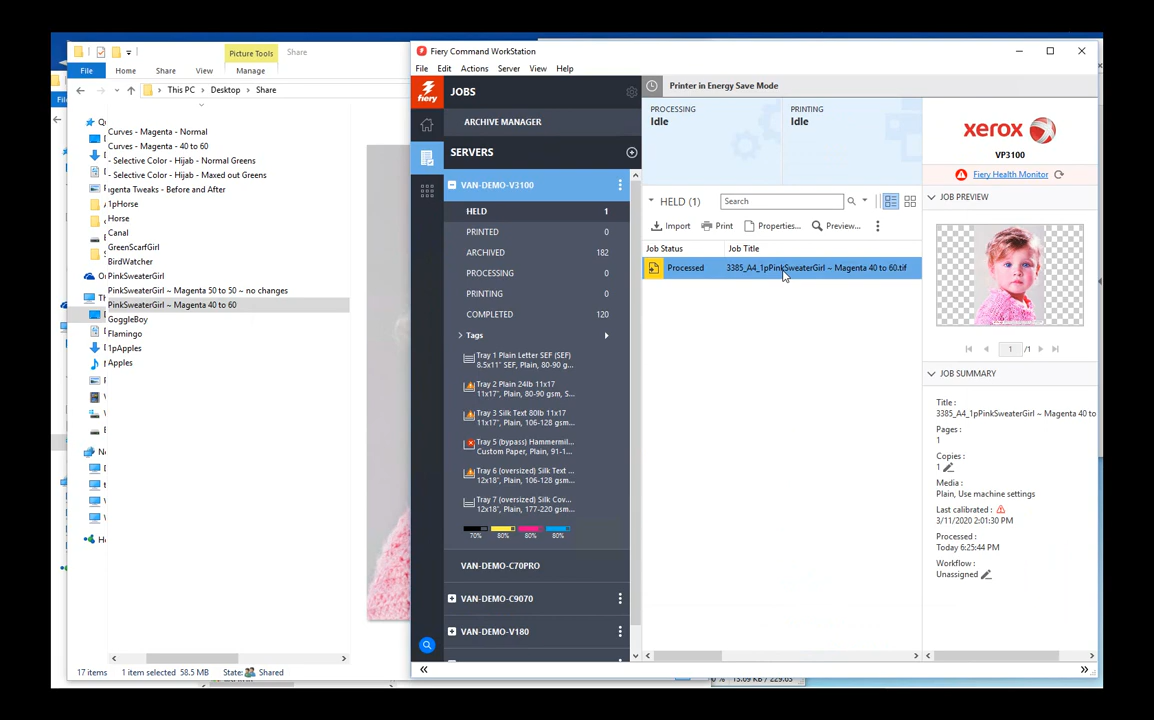 Picture Tools
Share
File
Home
Share
View
Manage
This PC
Desktop
Share
Curves - Magenta - Normal
Curves - Magenta - 40 to 60
- Selective Color - Hijab - Normal Greens
- Selective Color - Hijab - Maxed out Greens
genta Tweaks - Before and After
1pHorse
Horse
Canal
GreenScarfGirl
BirdWatcher
PinkSweaterGirl
PinkSweaterGirl ~ Magenta 50 to 50 ~ no changes
PinkSweaterGirl ~ Magenta 40 to 60
GoggleBoy
Flamingo
1pApples
Apples
17 items
1 item selected 58.5 MB
State:
Shared
Fiery Command WorkStation
File
Edit
Actions
Server
View
Help
fiery
JOBS
ARCHIVE MANAGER
SERVERS
VAN-DEMO-V3100
HELD 1
PRINTED 0
ARCHIVED 182
PROCESSING 0
PRINTING 0
COMPLETED 120
Tags
Tray 1 Plain Letter SEF (SEF)
8.5x11" SEF, Plain, 80-90 g...
Tray 2 Plain 24lb 11x17
11x17", Plain, 80-90 gsm, S...
Tray 3 Silk Text 80lb 11x17
11x17", Plain, 106-128 gsm...
Tray 5 (bypass) Hammermil...
Custom Paper, Plain, 91-1...
Tray 6 (oversized) Silk Text ...
12x18", Plain, 106-128 gsm...
Tray 7 (oversized) Silk Cov...
12x18", Plain, 177-220 gsm...
70% 80% 80% 80%
VAN-DEMO-C70PRO
VAN-DEMO-C9070
VAN-DEMO-V180
Printer in Energy Save Mode
PROCESSING
Idle
PRINTING
Idle
HELD (1)
Search
Import
Print
Properties...
Preview...
Job Status
Job Title
Processed
3385_A4_1pPinkSweaterGirl ~ Magenta 40 to 60.tif
xerox
VP3100
Fiery Health Monitor
JOB PREVIEW
1 /1
JOB SUMMARY
Title :
3385_A4_1pPinkSweaterGirl ~ Magenta 40 to
Pages :
1
Copies :
1
Media :
Plain, Use machine settings
Last calibrated :
3/11/2020 2:01:30 PM
Processed :
Today 6:25:44 PM
Workflow :
Unassigned